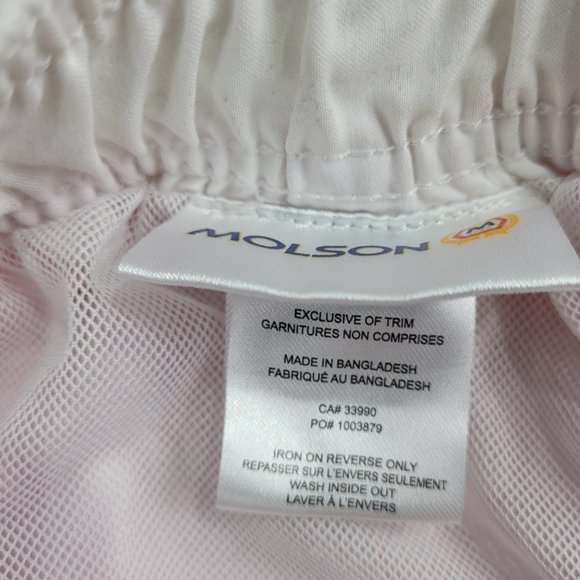 MOLSON M
EXCLUSIVE OF TRIM
GARNITURES NON COMPRISES
MADE IN BANGLADESH
FABRIQUÉ AU BANGLADESH
CA# 33990
PO# 1003879
IRON ON REVERSE ONLY
REPASSER SUR L'ENVERS SEULEMENT
WASH INSIDE OUT
LAVER À L'ENVERS